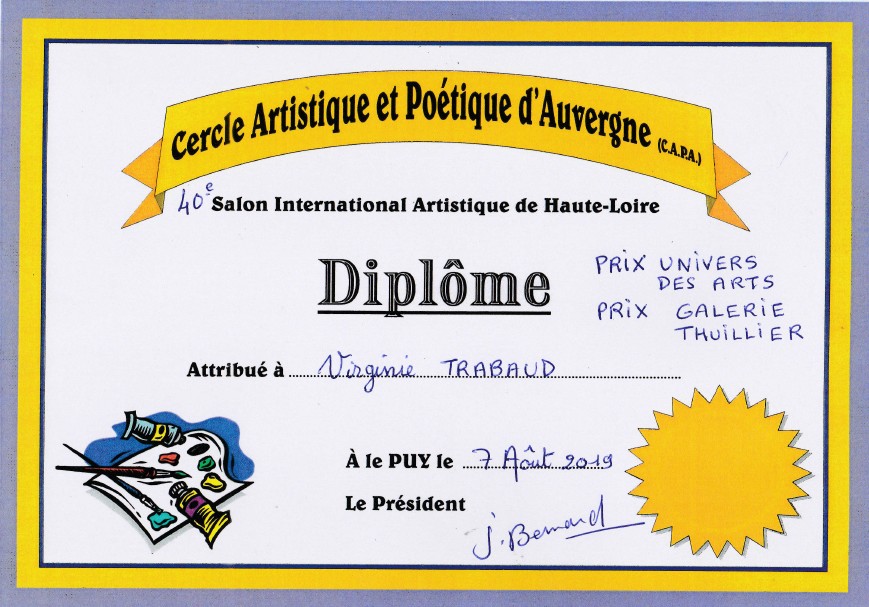 Cercle Artistique et Poétique d'Auvergne (C.A.P.A.)
40e Salon International Artistique de Haute-Loire
Diplôme
PRIX UNIVERS
DES ARTS
PRIX GALERIE
THUILLIER
Attribué à Virginie TRABAUD
À le PUY le 7 Août 2019
Le Président
J. Bernard